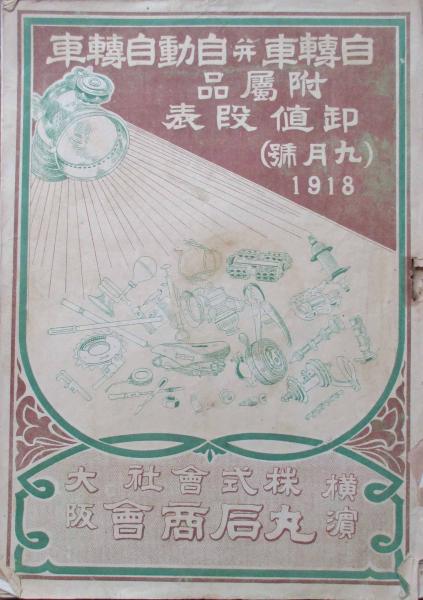 自轉車并自動自轉車
附屬品
卸値段表
(九月號)
1918
横濱
株式會社
丸石商會
大阪